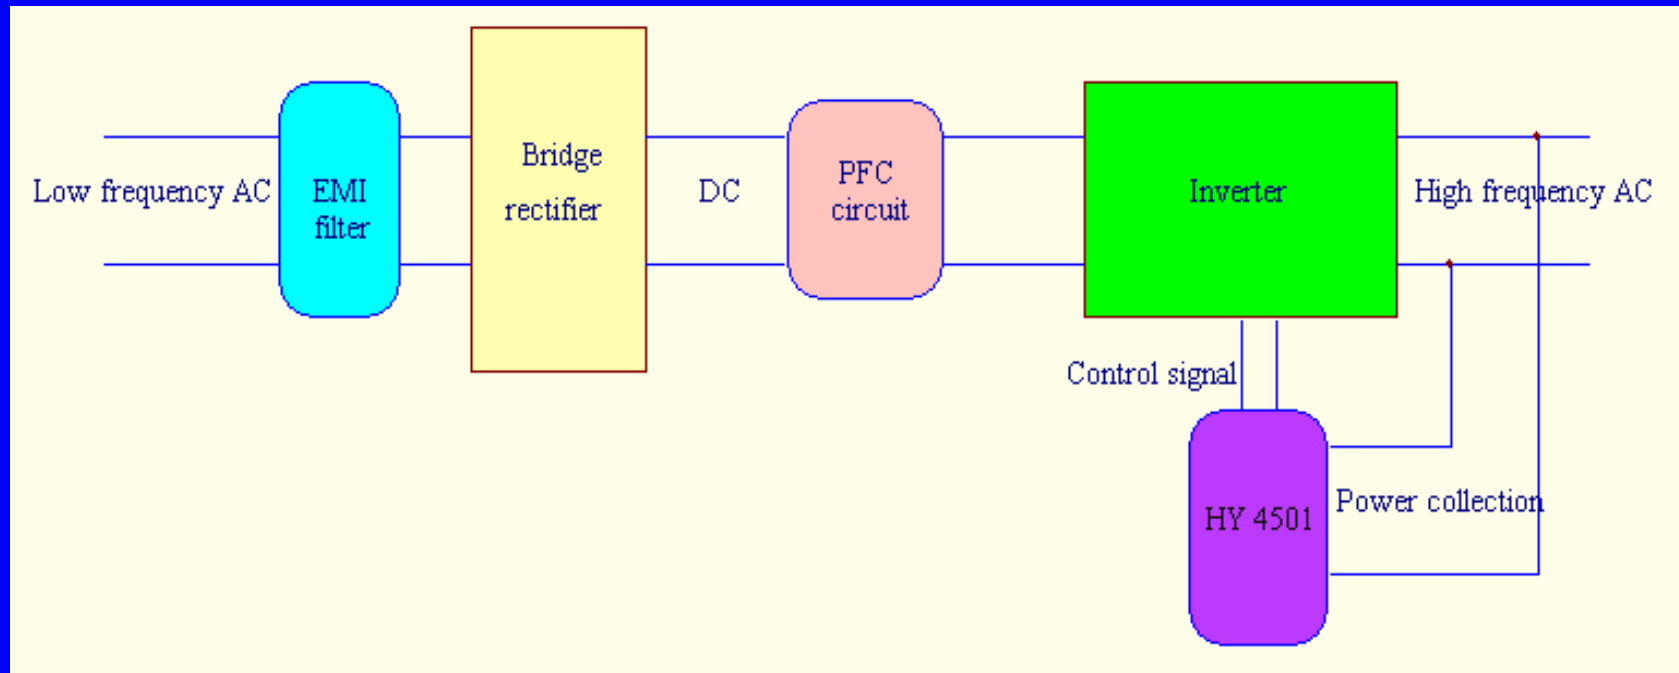 Low frequency AC
EMI
filter
Bridge
rectifier
DC
PFC
circuit
Inverter
High frequency AC
Control signal
HY 4501
Power collection